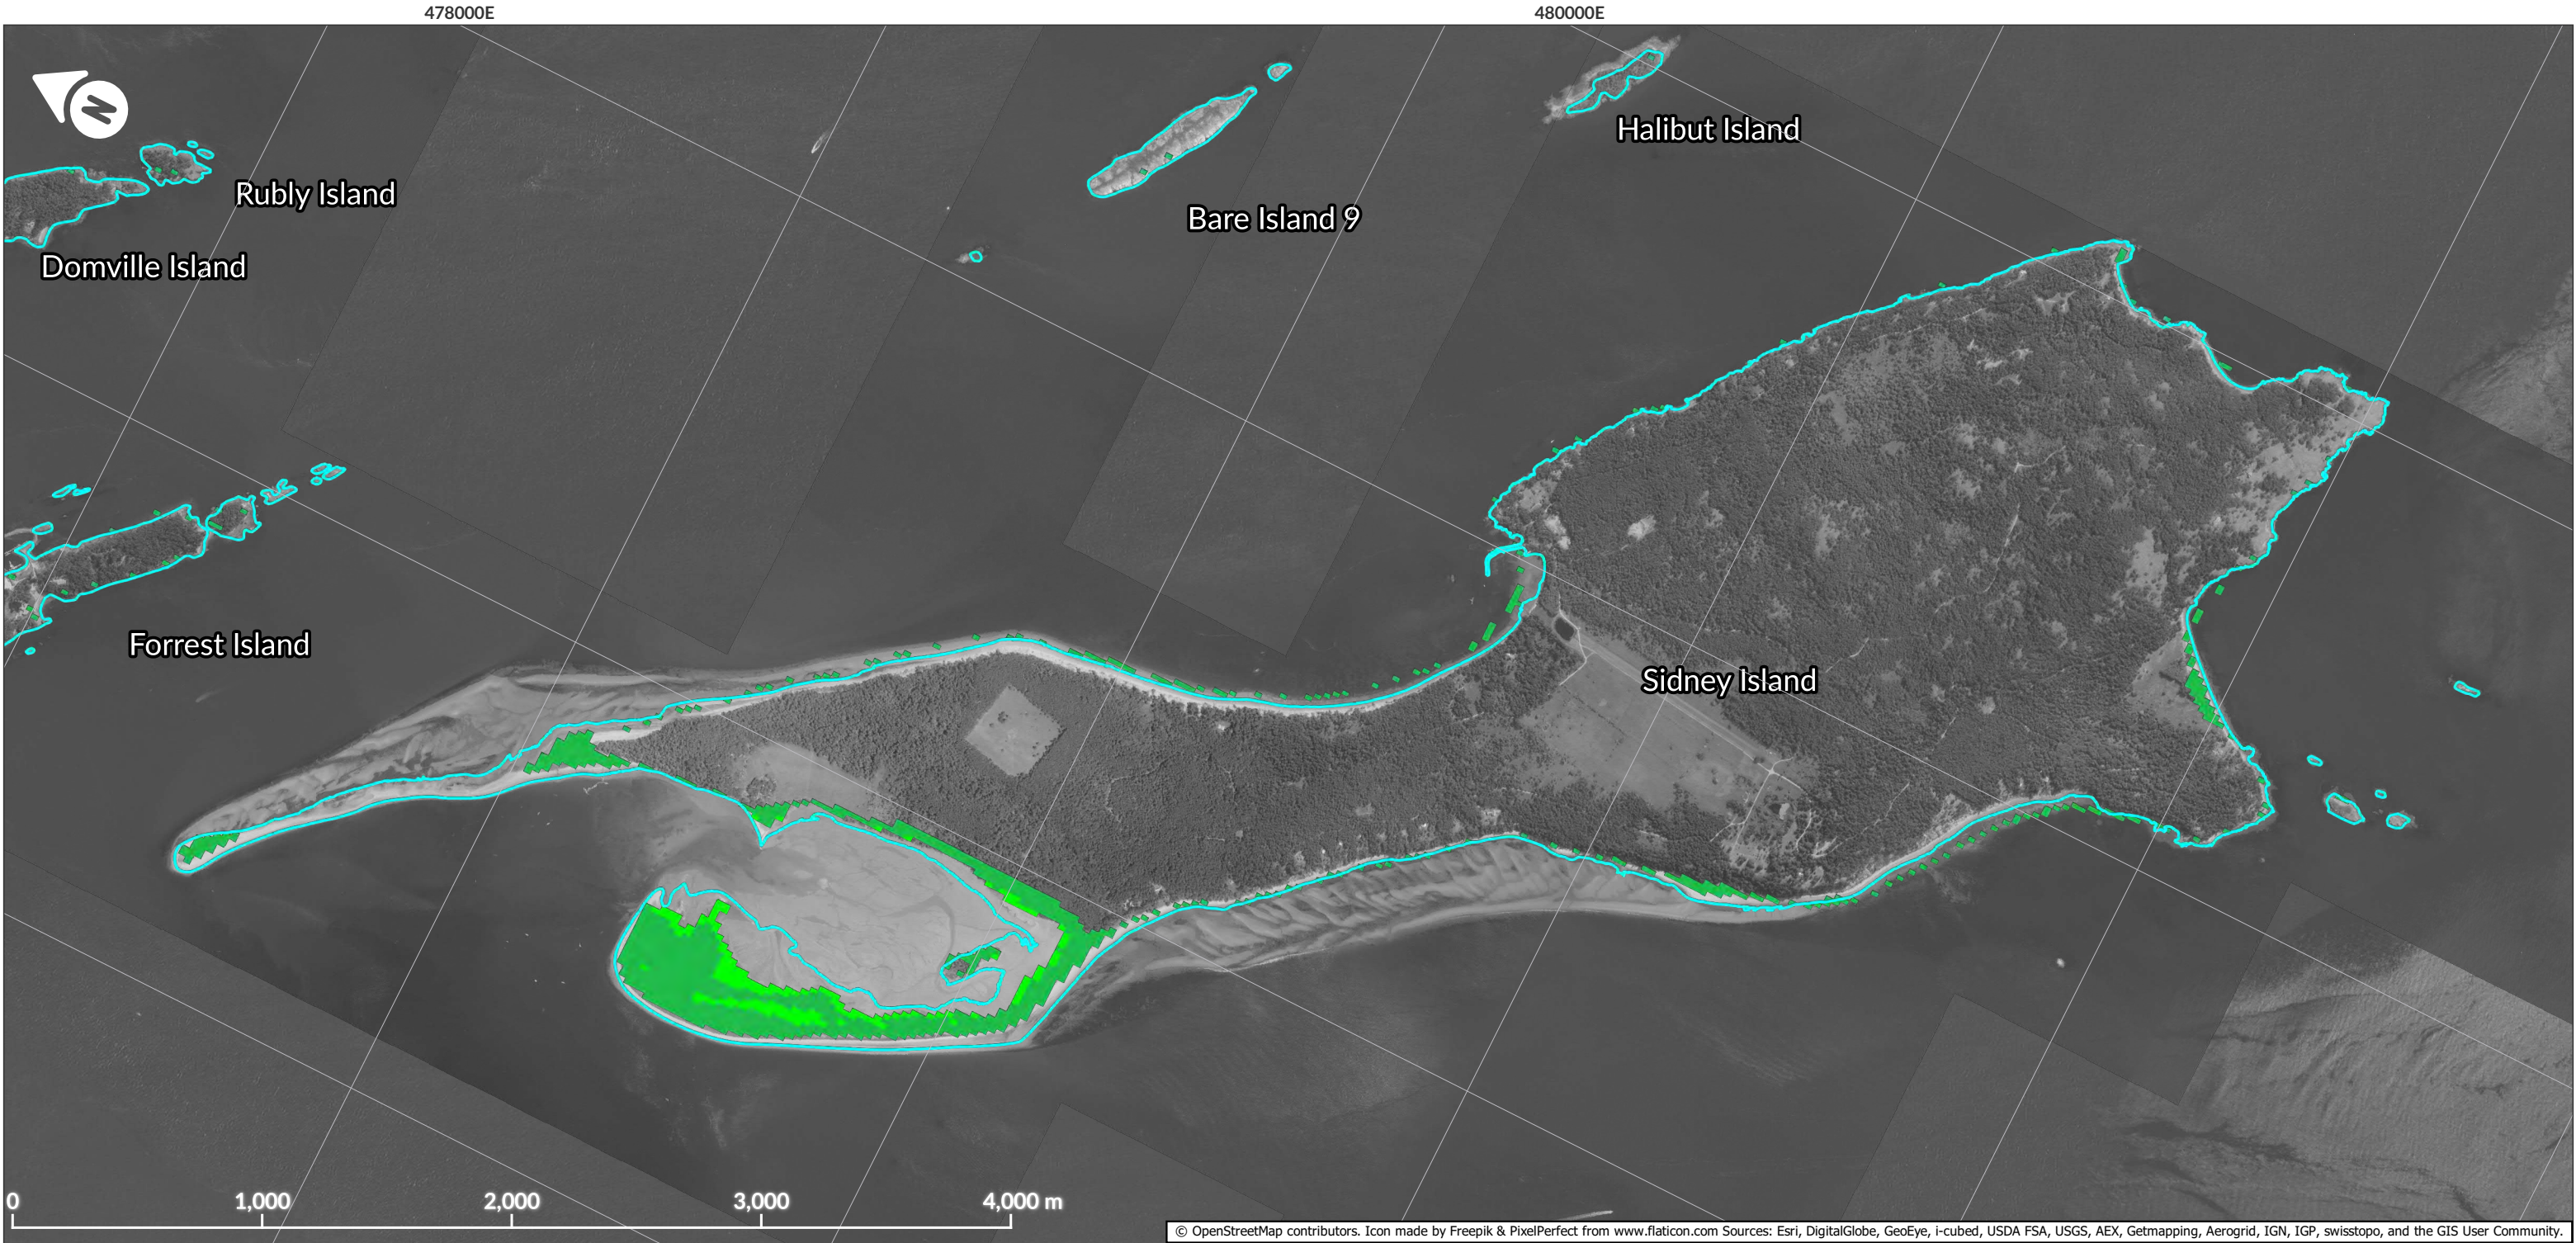 478000E
480000E
N
Halibut Island
Rubly Island
Bare Island 9
Domville Island
Forrest Island
Sidney Island
0 1,000 2,000 3,000 4,000 m
© OpenStreetMap contributors. Icon made by Freepik & PixelPerfect from www.flaticon.com Sources: Esri, DigitalGlobe, GeoEye, i-cubed, USDA FSA, USGS, AEX, Getmapping, Aerogrid, IGN, IGP, swisstopo, and the GIS User Community.